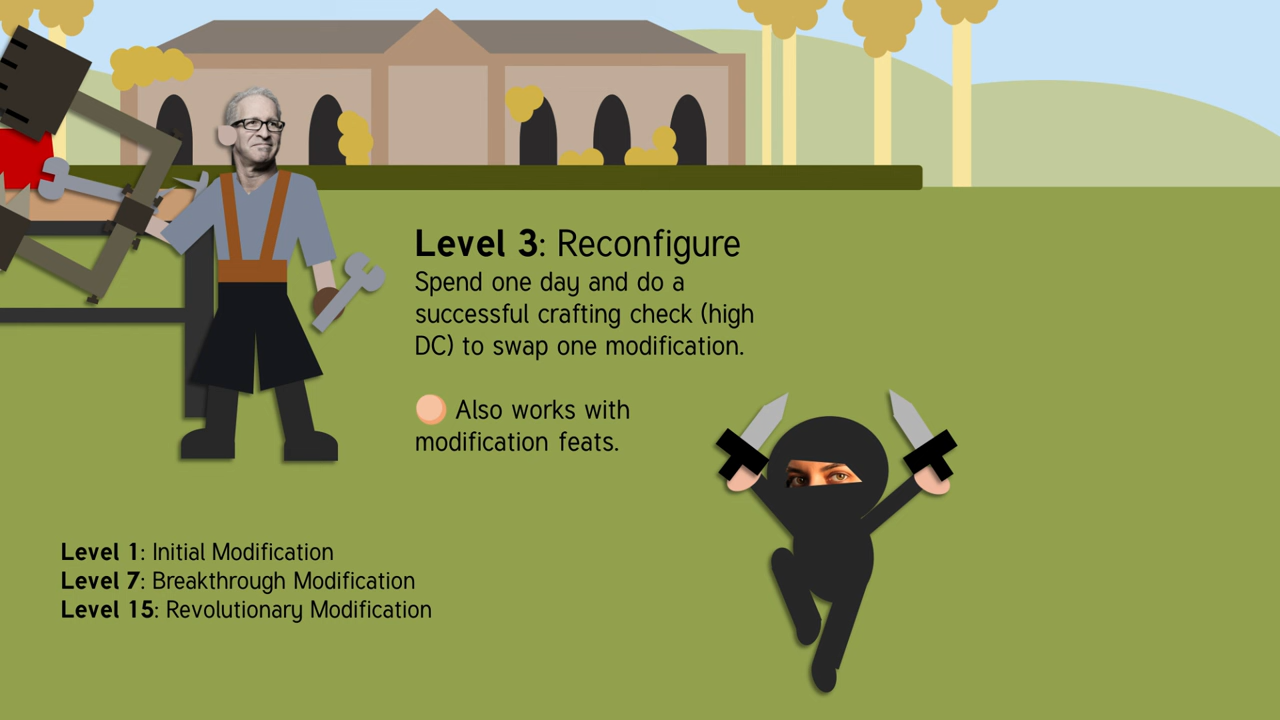 Level 3: Reconfigure
Spend one day and do a
successful crafting check (high
DC) to swap one modification.
Also works with
modification feats.
Level 1: Initial Modification
Level 7: Breakthrough Modification
Level 15: Revolutionary Modification